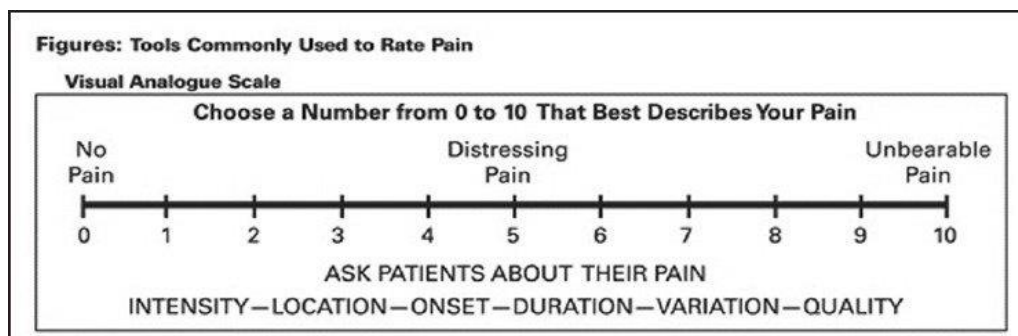 Figures: Tools Commonly Used to Rate Pain
Visual Analogue Scale
Choose a Number from 0 to 10 That Best Describes Your Pain
No Pain
Distressing Pain
Unbearable Pain
0 1 2 3 4 5 6 7 8 9 10
ASK PATIENTS ABOUT THEIR PAIN
INTENSITY—LOCATION—ONSET—DURATION—VARIATION—QUALITY